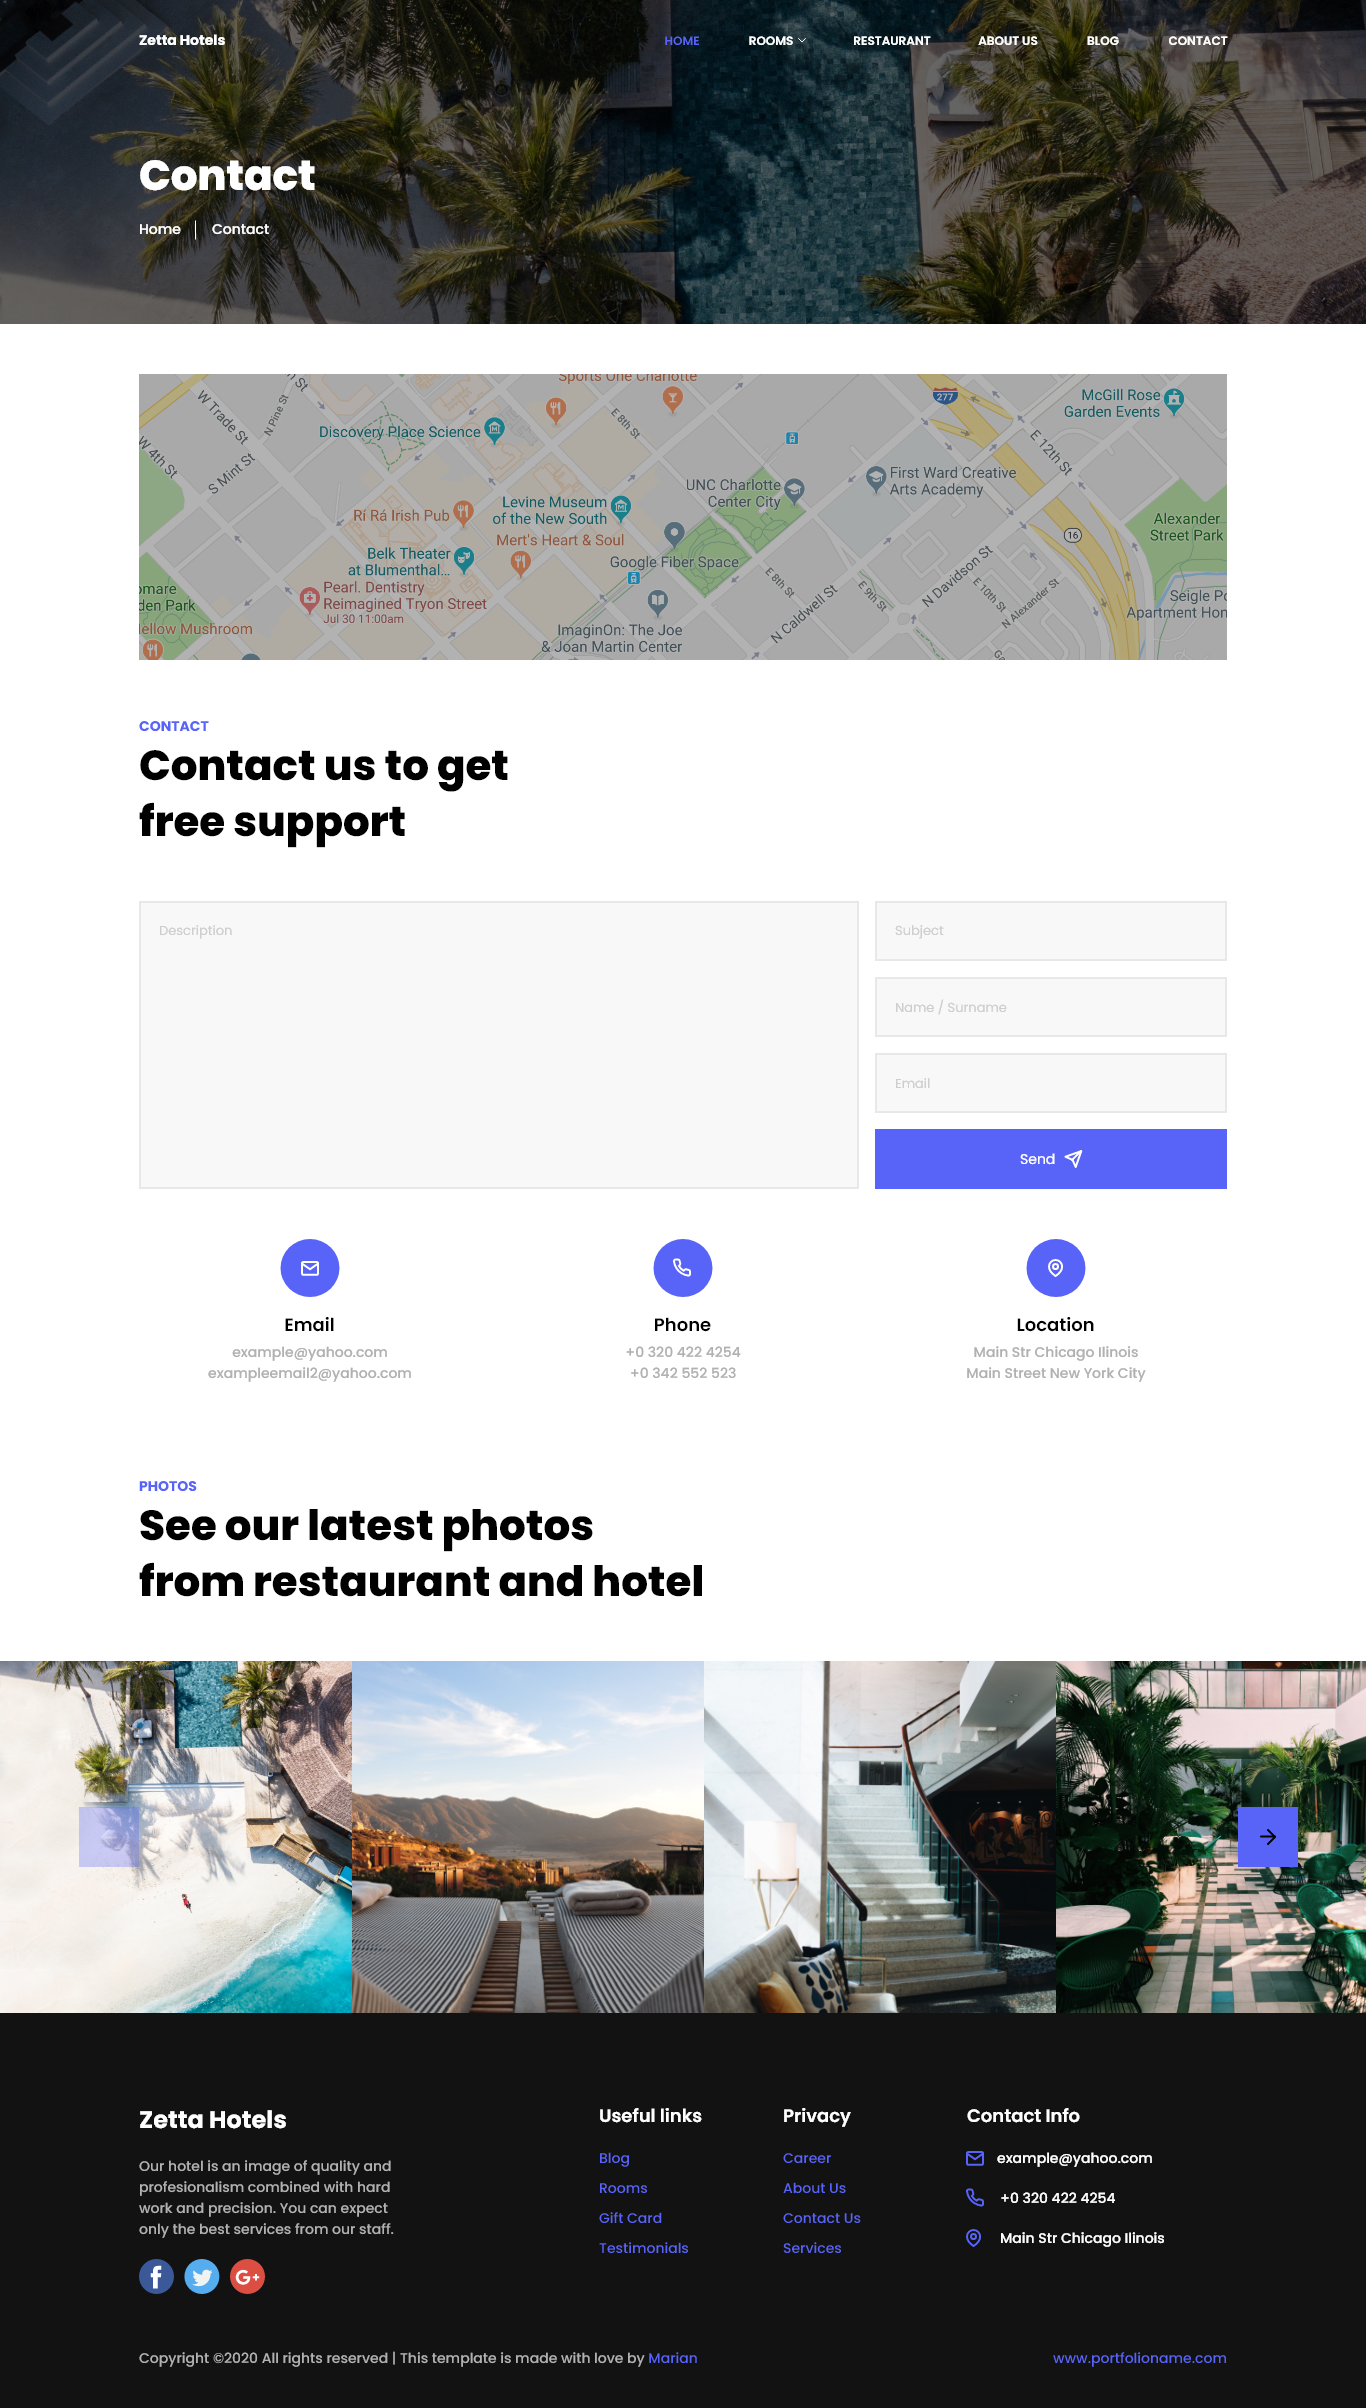 Zetta Hotels
HOME ROOMS RESTAURANT ABOUT US BLOG CONTACT
Contact
Home Contact
Sports One Charlotte
McGill Rose
Garden Events
277
W Trade St
N Pine St
Discovery Place Science
E 8th St
E 12th St
W 4th St
S Mint St
UNC Charlotte
Center City
First Ward Creative
Arts Academy
Levine Museum
of the New South
Rí Rá Irish Pub
Mert's Heart & Soul
Alexander
Street Park
16
Belk Theater
at Blumenthal...
Google Fiber Space
Pearl. Dentistry
Reimagined Tryon Street
Jul 30 11:00am
E 8th St
E 9th St
N Davidson St
E 10th St
N Alexander St
N Caldwell St
omare
den Park
ellow Mushroom
Seigle Po
Apartment Hom
ImaginOn: The Joe
& Joan Martin Center
CONTACT
Contact us to get
free support
Description
Subject
Name / Surname
Email
Send
Email
example@yahoo.com
exampleemail2@yahoo.com
Phone
+0 320 422 4254
+0 342 552 523
Location
Main Str Chicago Ilinois
Main Street New York City
PHOTOS
See our latest photos
from restaurant and hotel
Zetta Hotels
Our hotel is an image of quality and
profesionalism combined with hard
work and precision. You can expect
only the best services from our staff.
Useful links
Blog
Rooms
Gift Card
Testimonials
Privacy
Career
About Us
Contact Us
Services
Contact Info
example@yahoo.com
+0 320 422 4254
Main Str Chicago Ilinois
Copyright ©2020 All rights reserved | This template is made with love by Marian
www.portfolioname.com